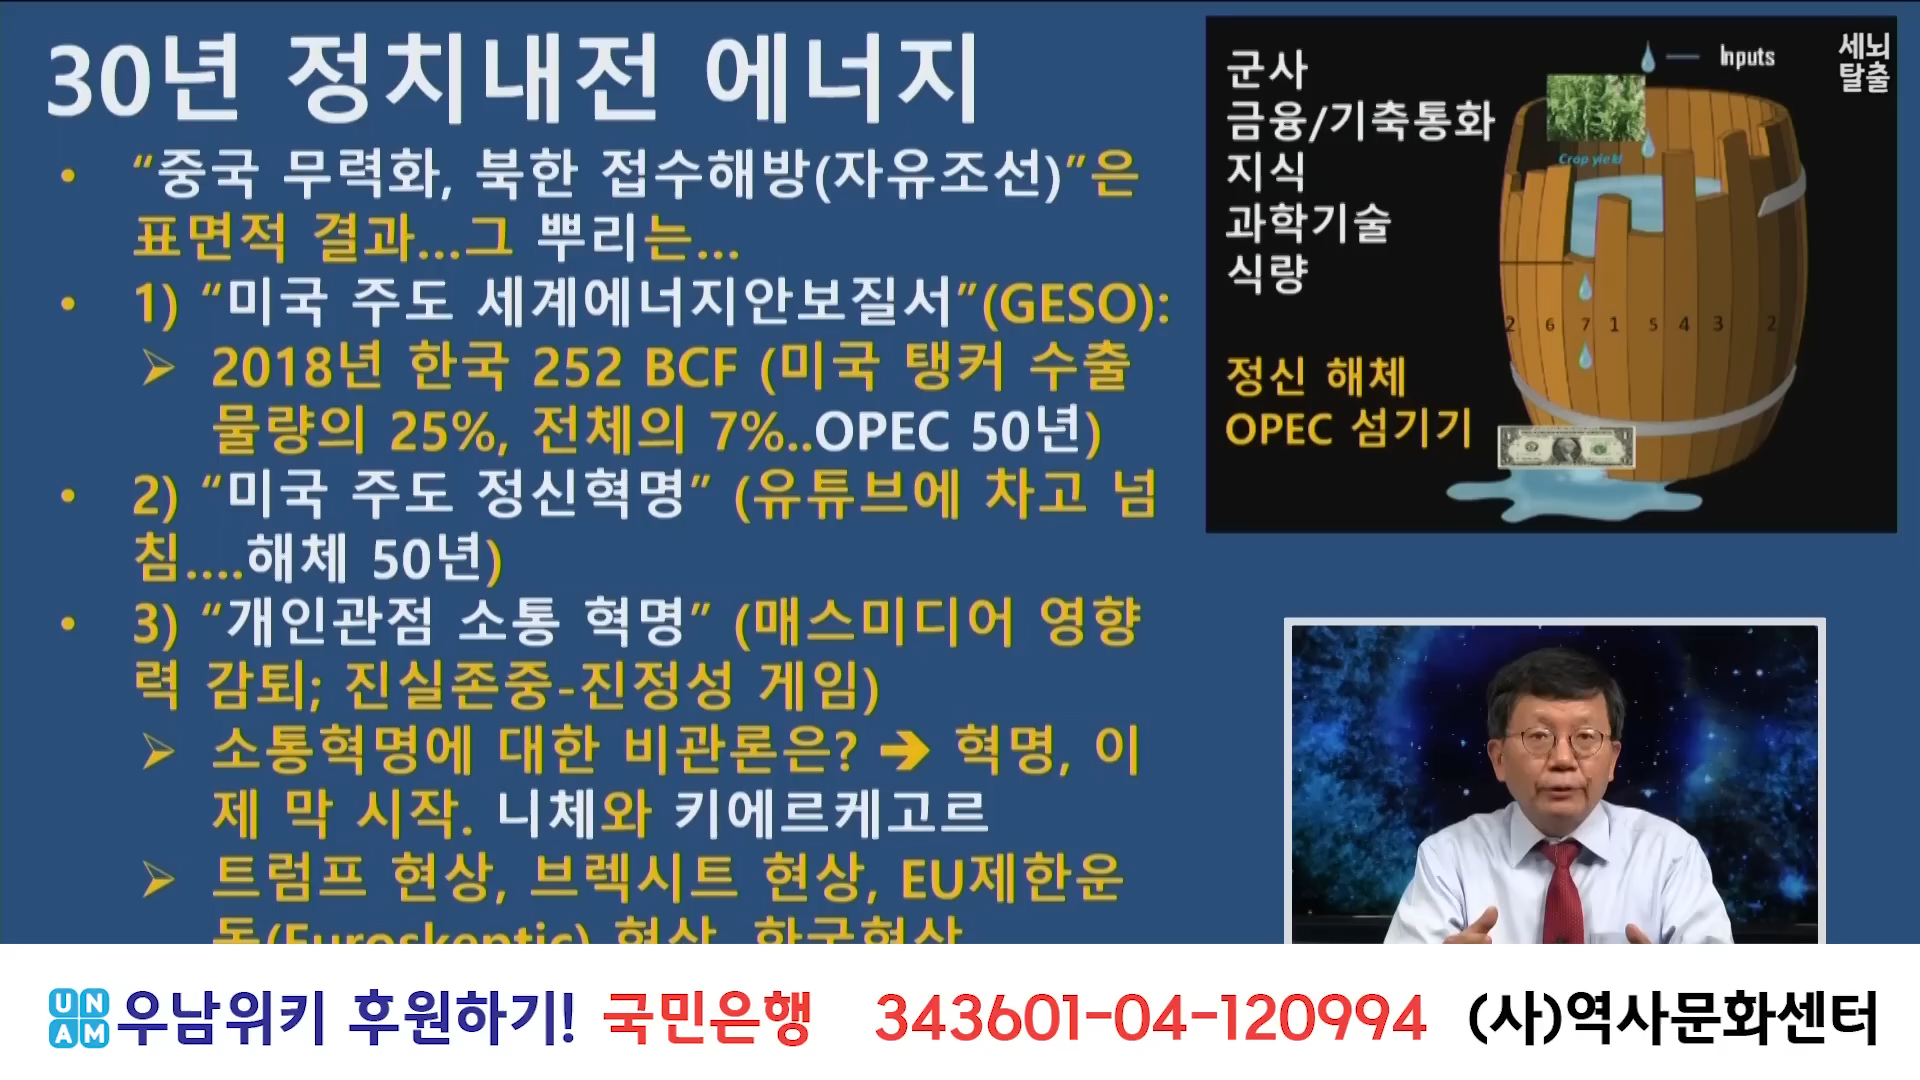 30년 정치내전 에너지
• “중국 무력화, 북한 접수해방(자유조선)”은
표면적 결과...그 뿌리는...
• 1) “미국 주도 세계에너지안보질서”(GESO):
➢ 2018년 한국 252 BCF (미국 탱커 수출
물량의 25%, 전체의 7%..OPEC 50년)
• 2) “미국 주도 정신혁명” (유튜브에 차고 넘
침....해체 50년)
• 3) “개인관점 소통 혁명” (매스미디어 영향
력 감퇴; 진실존중-진정성 게임)
➢ 소통혁명에 대한 비관론은? ➔ 혁명, 이
제 막 시작. 니체와 키에르케고르
➢ 트럼프 현상, 브렉시트 현상, EU제한운
동(Euroskeptic) 현상, 한국현상
군사
금융/기축통화
지식
과학기술
식량
정신 해체
OPEC 섬기기
Inputs
세뇌
탈출
Crop yield
2 6 7 1 5 4 3 2
UN
AM
우남위키 후원하기! 국민은행 343601-04-120994 (사)역사문화센터